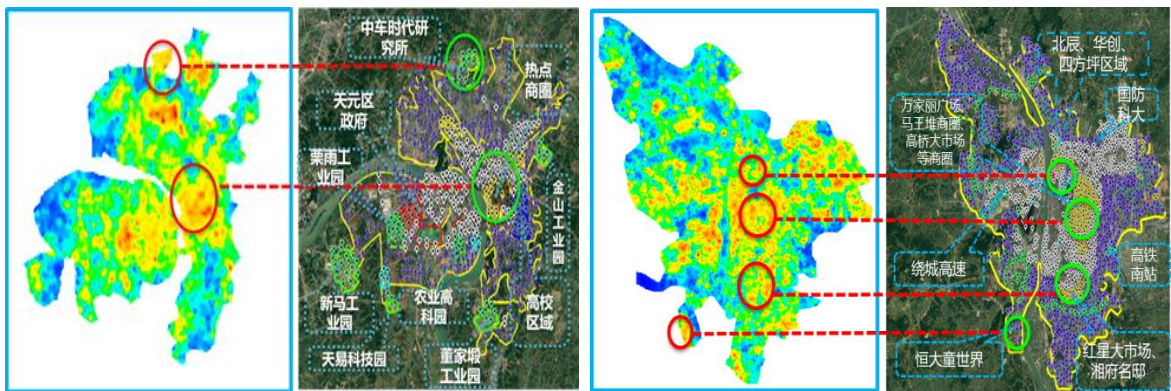 中车时代研
究所
热点
商圈
天元区
政府
栗雨工
业园
金山工业园
新马工
业园
农业高
科园
高校
区域
天易科技园
董家塅
工业园
北辰、华创、
四方坪区域
万家丽广场、
马王堆商圈、
高桥大市场
等商圈
国防
科大
绕城高速
高铁
南站
恒大童世界
红星大市场、
湘府名邸